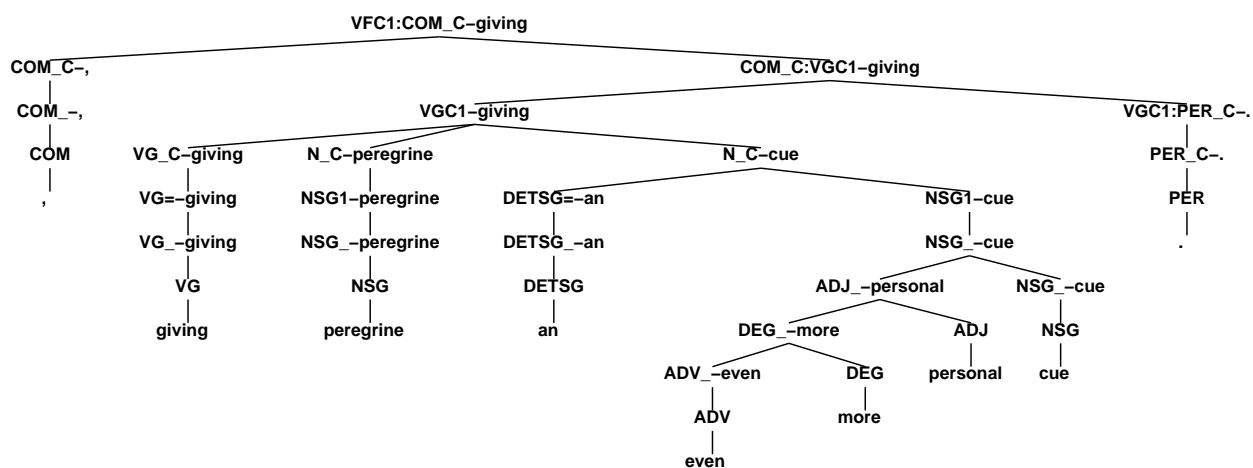 VFC1:COM_C–giving
COM_C–, COM_C:VGC1–giving
COM_–, VGC1–giving VGC1:PER_C–.
COM VG_C–giving N_C–peregrine N_C–cue PER_C–.
, VG=–giving NSG1–peregrine DETSG=–an NSG1–cue PER
VG_–giving NSG_–peregrine DETSG_–an NSG_–cue .
VG NSG DETSG ADJ_–personal NSG_–cue
giving peregrine an DEG_–more ADJ NSG
ADV_–even DEG personal cue
ADV more
even